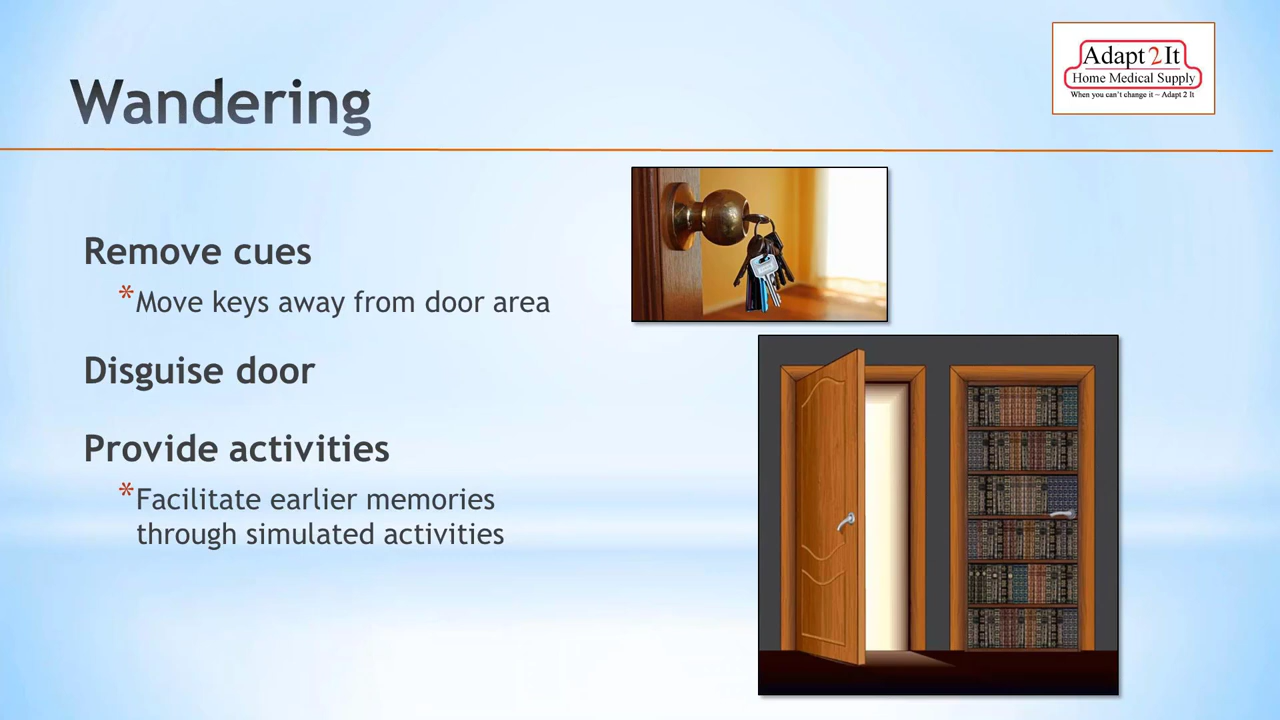 Wandering
Adapt 2 It
Home Medical Supply
When you can't change it ~ Adapt 2 It
Remove cues
*Move keys away from door area
Disguise door
Provide activities
*Facilitate earlier memories
through simulated activities